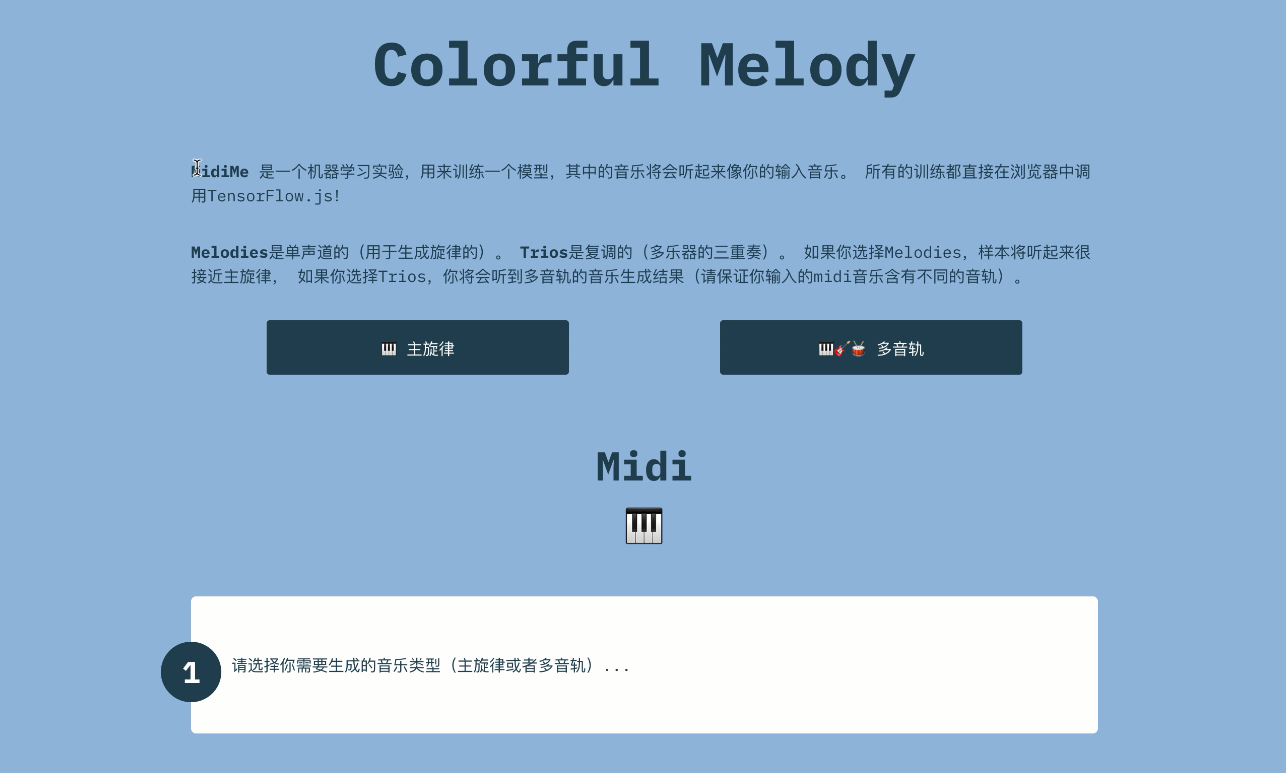 Colorful Melody
MidiMe 是一个机器学习实验，用来训练一个模型，其中的音乐将会听起来像你的输入音乐。 所有的训练都直接在浏览器中调
用TensorFlow.js!
Melodies是单声道的（用于生成旋律的）。 Trios是复调的（多乐器的三重奏）。 如果你选择Melodies，样本将听起来很
接近主旋律， 如果你选择Trios，你将会听到多音轨的音乐生成结果（请保证你输入的midi音乐含有不同的音轨）。
主旋律
多音轨
Midi
1
请选择你需要生成的音乐类型（主旋律或者多音轨）...